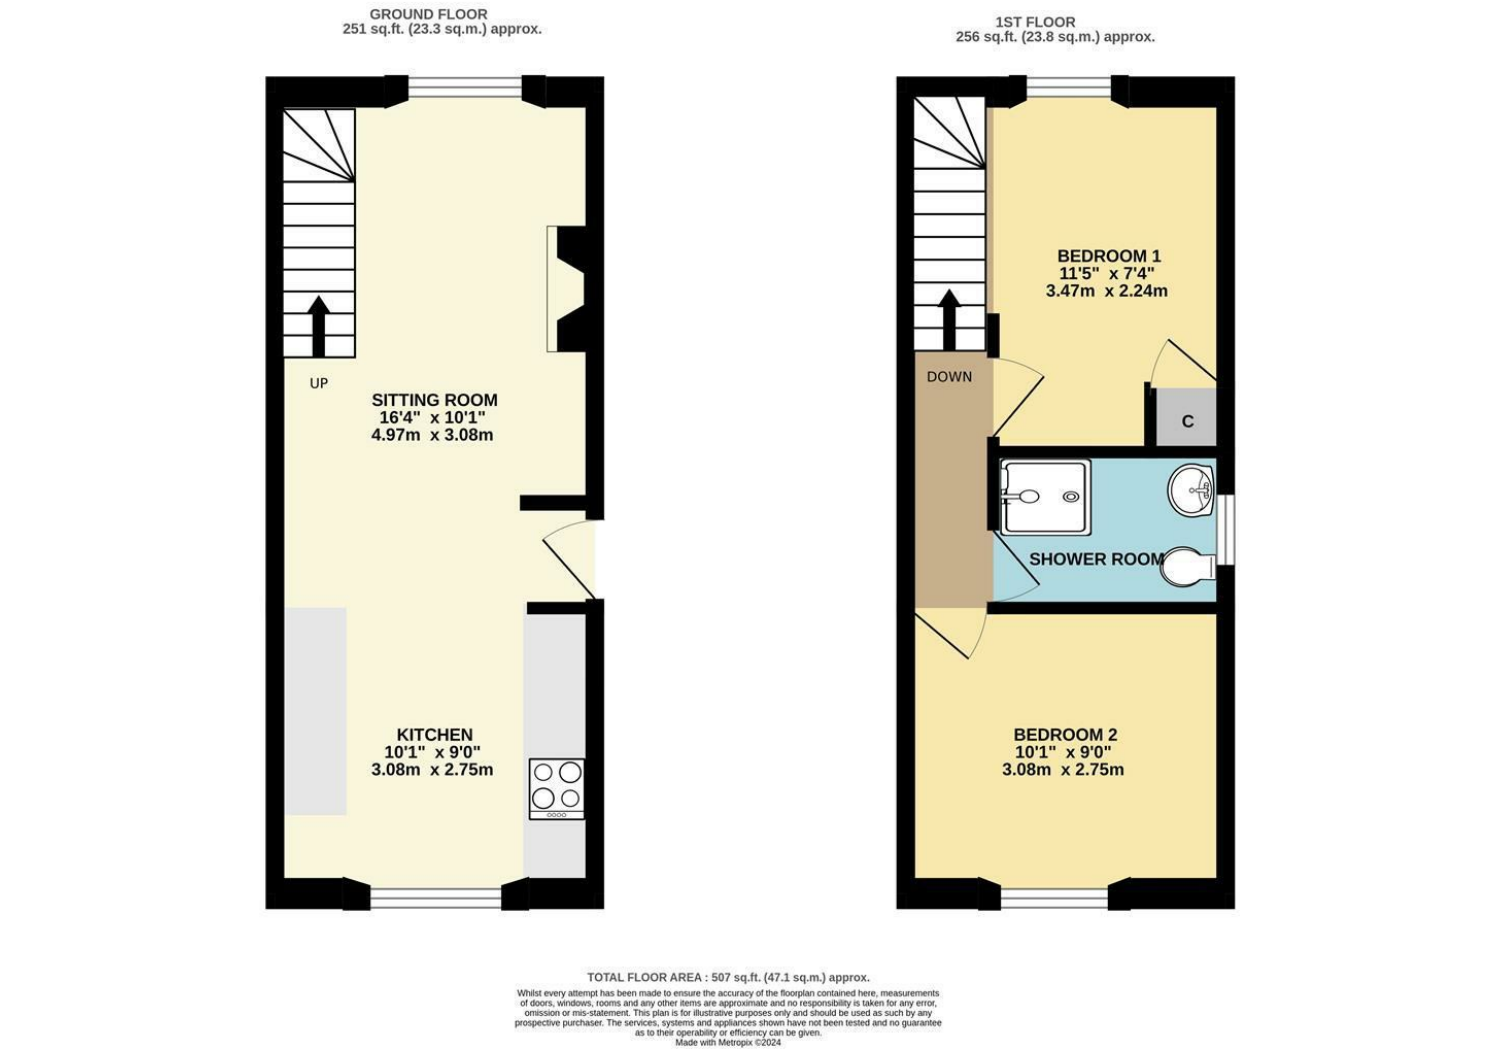 GROUND FLOOR
251 sq.ft. (23.3 sq.m.) approx.
UP
SITTING ROOM
16'4" x 10'1"
4.97m x 3.08m
KITCHEN
10'1" x 9'0"
3.08m x 2.75m
1ST FLOOR
256 sq.ft. (23.8 sq.m.) approx.
BEDROOM 1
11'5" x 7'4"
3.47m x 2.24m
DOWN
C
SHOWER ROOM
BEDROOM 2
10'1" x 9'0"
3.08m x 2.75m
TOTAL FLOOR AREA : 507 sq.ft. (47.1 sq.m.) approx.
Whilst every attempt has been made to ensure the accuracy of the floorplan contained here, measurements
of doors, windows, rooms and any other items are approximate and no responsibility is taken for any error,
omission or mis-statement. This plan is for illustrative purposes only and should be used as such by any
prospective purchaser. The services, systems and appliances shown have not been tested and no guarantee
as to their operability or efficiency can be given.
Made with Metropix ©2024